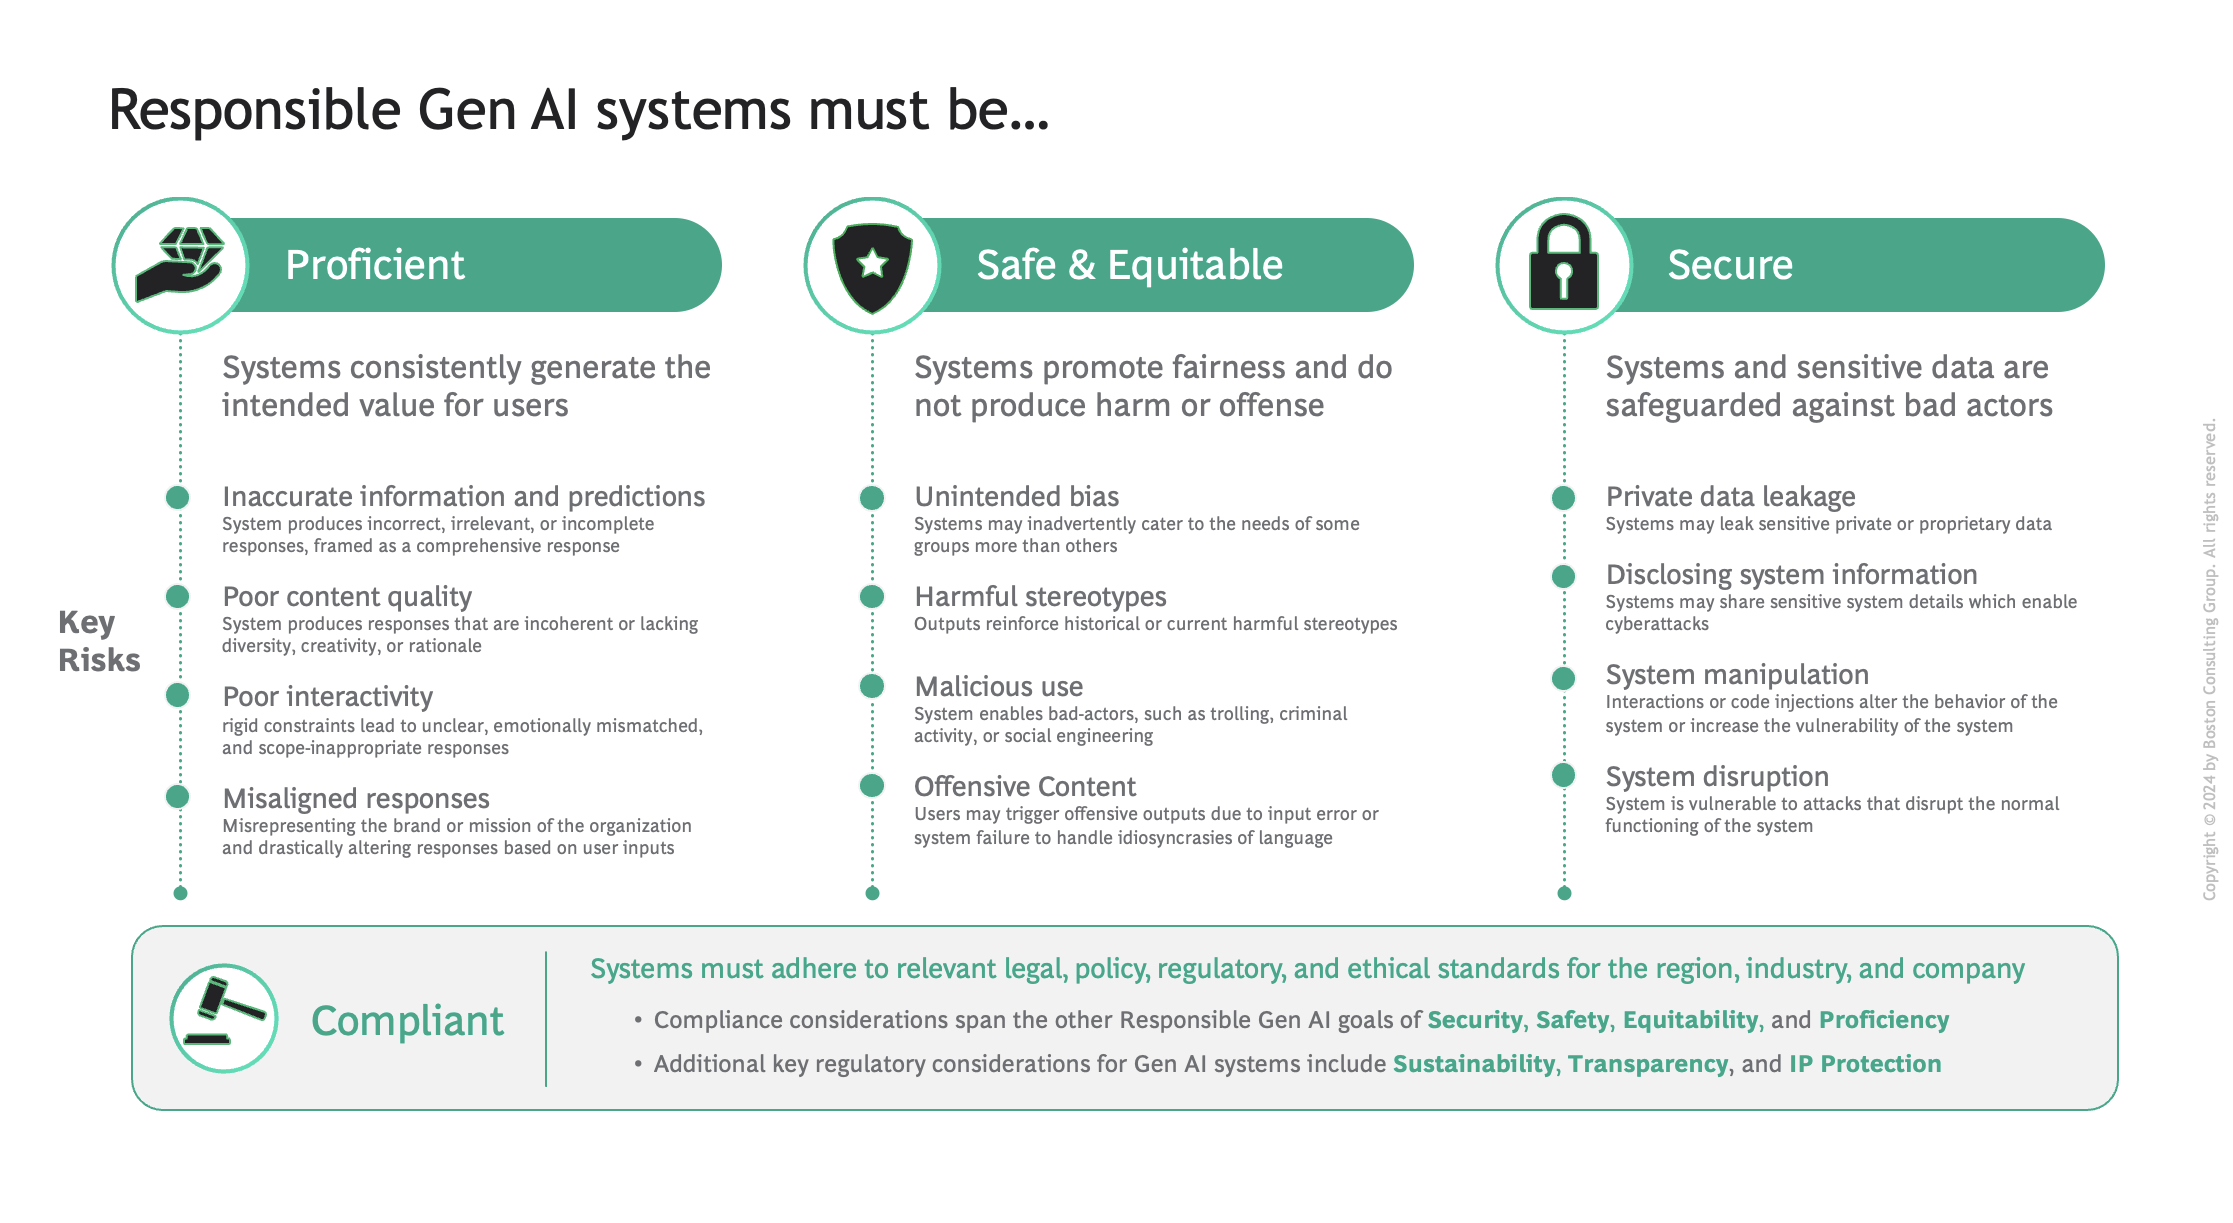 Responsible Gen AI systems must be...
Proficient
Systems consistently generate the
intended value for users
Key
Risks
Inaccurate information and predictions
System produces incorrect, irrelevant, or incomplete
responses, framed as a comprehensive response
Poor content quality
System produces responses that are incoherent or lacking
diversity, creativity, or rationale
Poor interactivity
rigid constraints lead to unclear, emotionally mismatched,
and scope-inappropriate responses
Misaligned responses
Misrepresenting the brand or mission of the organization
and drastically altering responses based on user inputs
Safe & Equitable
Systems promote fairness and do
not produce harm or offense
Unintended bias
Systems may inadvertently cater to the needs of some
groups more than others
Harmful stereotypes
Outputs reinforce historical or current harmful stereotypes
Malicious use
System enables bad-actors, such as trolling, criminal
activity, or social engineering
Offensive Content
Users may trigger offensive outputs due to input error or
system failure to handle idiosyncrasies of language
Secure
Systems and sensitive data are
safeguarded against bad actors
Private data leakage
Systems may leak sensitive private or proprietary data
Disclosing system information
Systems may share sensitive system details which enable
cyberattacks
System manipulation
Interactions or code injections alter the behavior of the
system or increase the vulnerability of the system
System disruption
System is vulnerable to attacks that disrupt the normal
functioning of the system
Compliant
Systems must adhere to relevant legal, policy, regulatory, and ethical standards for the region, industry, and company
• Compliance considerations span the other Responsible Gen AI goals of Security, Safety, Equitability, and Proficiency
• Additional key regulatory considerations for Gen AI systems include Sustainability, Transparency, and IP Protection
Copyright © 2024 by Boston Consulting Group. All rights reserved.